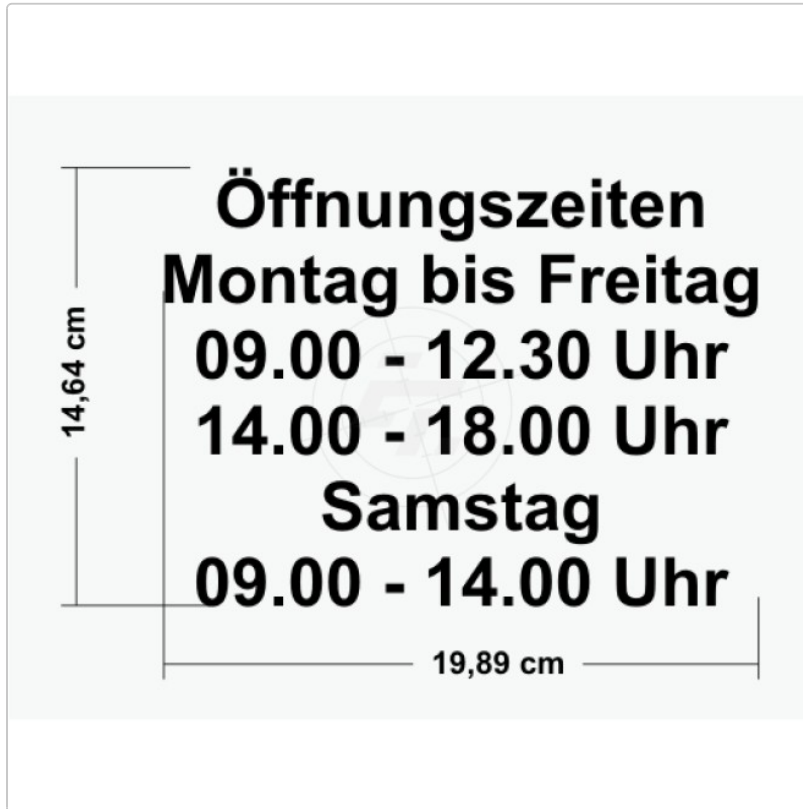 Öffnungszeiten
Montag bis Freitag
09.00 - 12.30 Uhr
14.00 - 18.00 Uhr
Samstag
09.00 - 14.00 Uhr
14,64 cm
19,89 cm